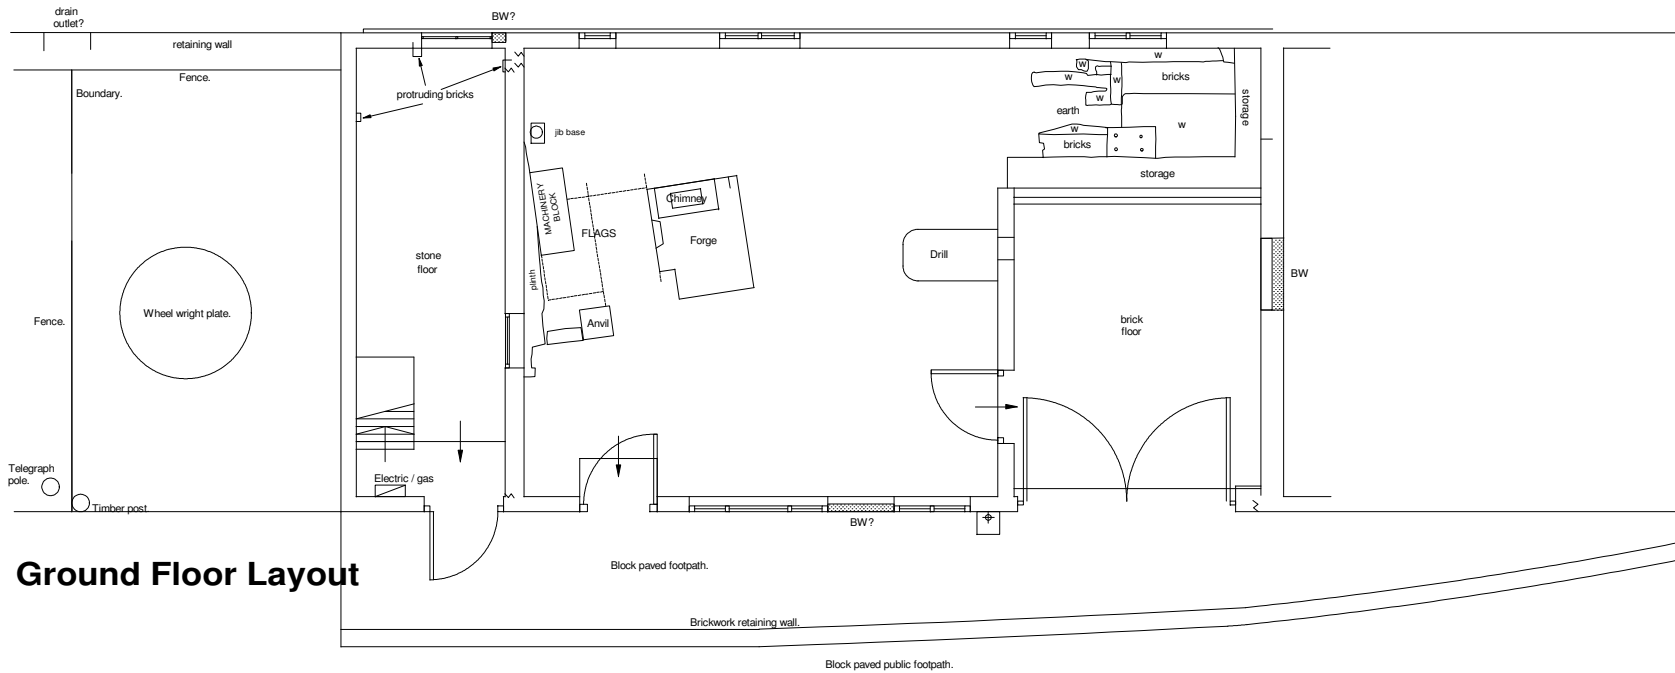 drain
outlet?
BW?
retaining wall
Fence.
Boundary.
protruding bricks
w
w
w
w
bricks
w
earth
w
w
bricks
storage
storage
jib base
MACHINERY
BLOCK
Chimney
FLAGS
Forge
Drill
stone
floor
plinth
BW
Wheel wright plate.
Fence.
Anvil
brick
floor
Telegraph
pole.
Electric / gas
Timber post.
BW?
Ground Floor Layout
Block paved footpath.
Brickwork retaining wall.
Block paved public footpath.